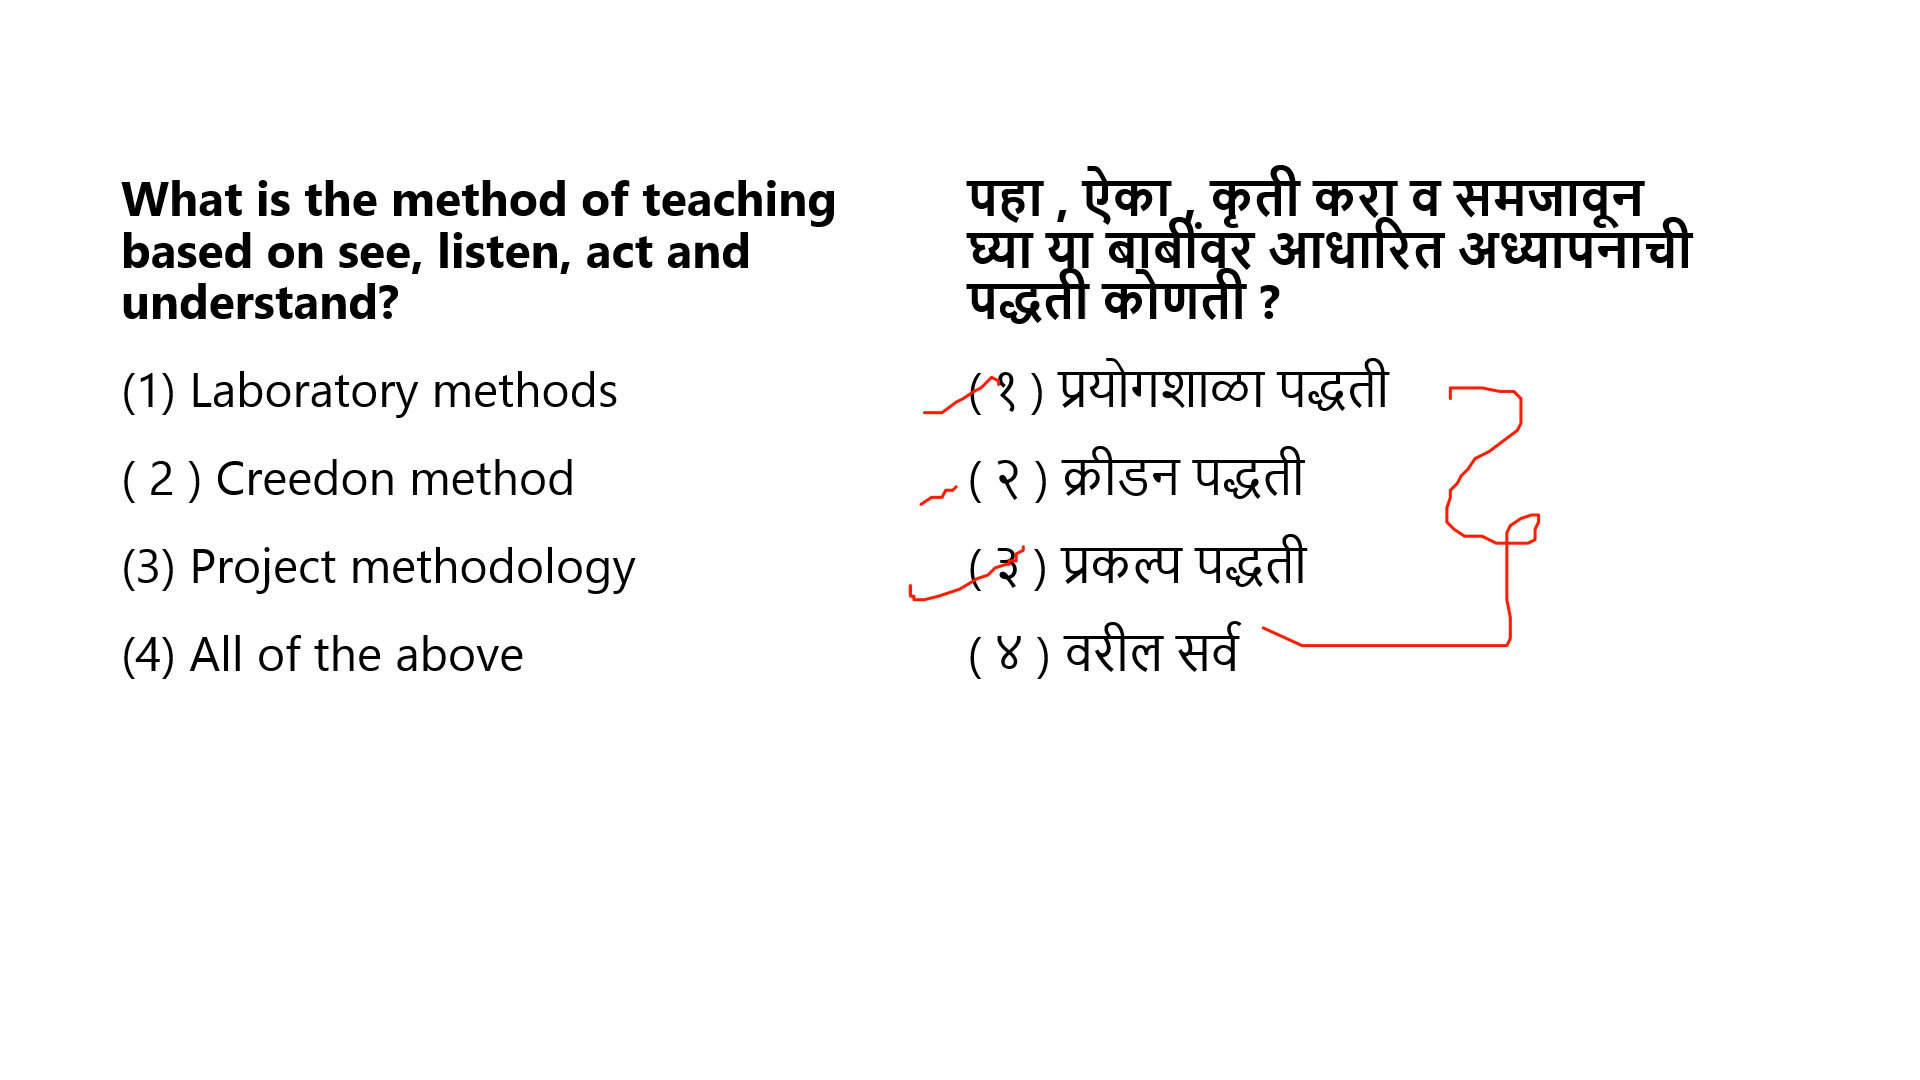 What is the method of teaching
based on see, listen, act and
understand?
(1) Laboratory methods
( 2 ) Creedon method
(3) Project methodology
(4) All of the above
पहा , ऐका , कृती करा व समजावून
घ्या या बाबींवर आधारित अध्यापनाची
पद्धती कोणती ?
( १ ) प्रयोगशाळा पद्धती
( २ ) क्रीडन पद्धती
( ३ ) प्रकल्प पद्धती
( ४ ) वरील सर्व